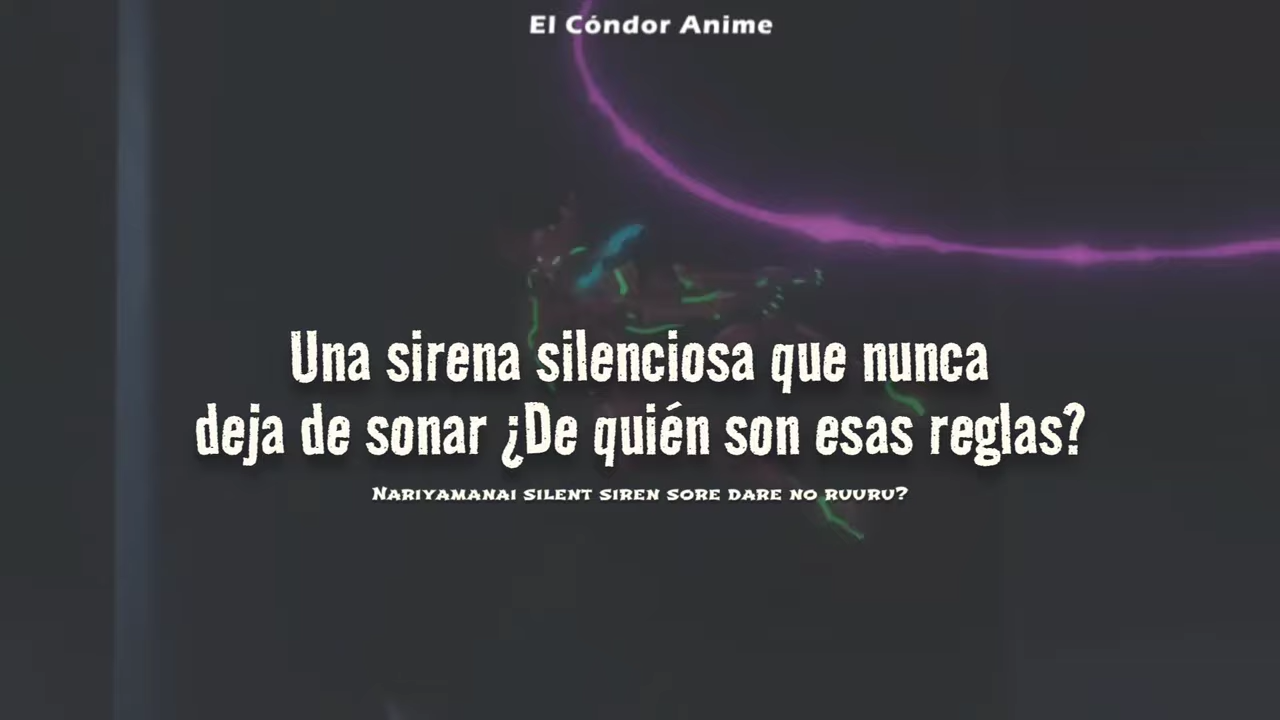 El Cóndor Anime
Una sirena silenciosa que nunca
deja de sonar ¿De quién son esas reglas?
Nariyamanai silent siren sore dare no ruuru?